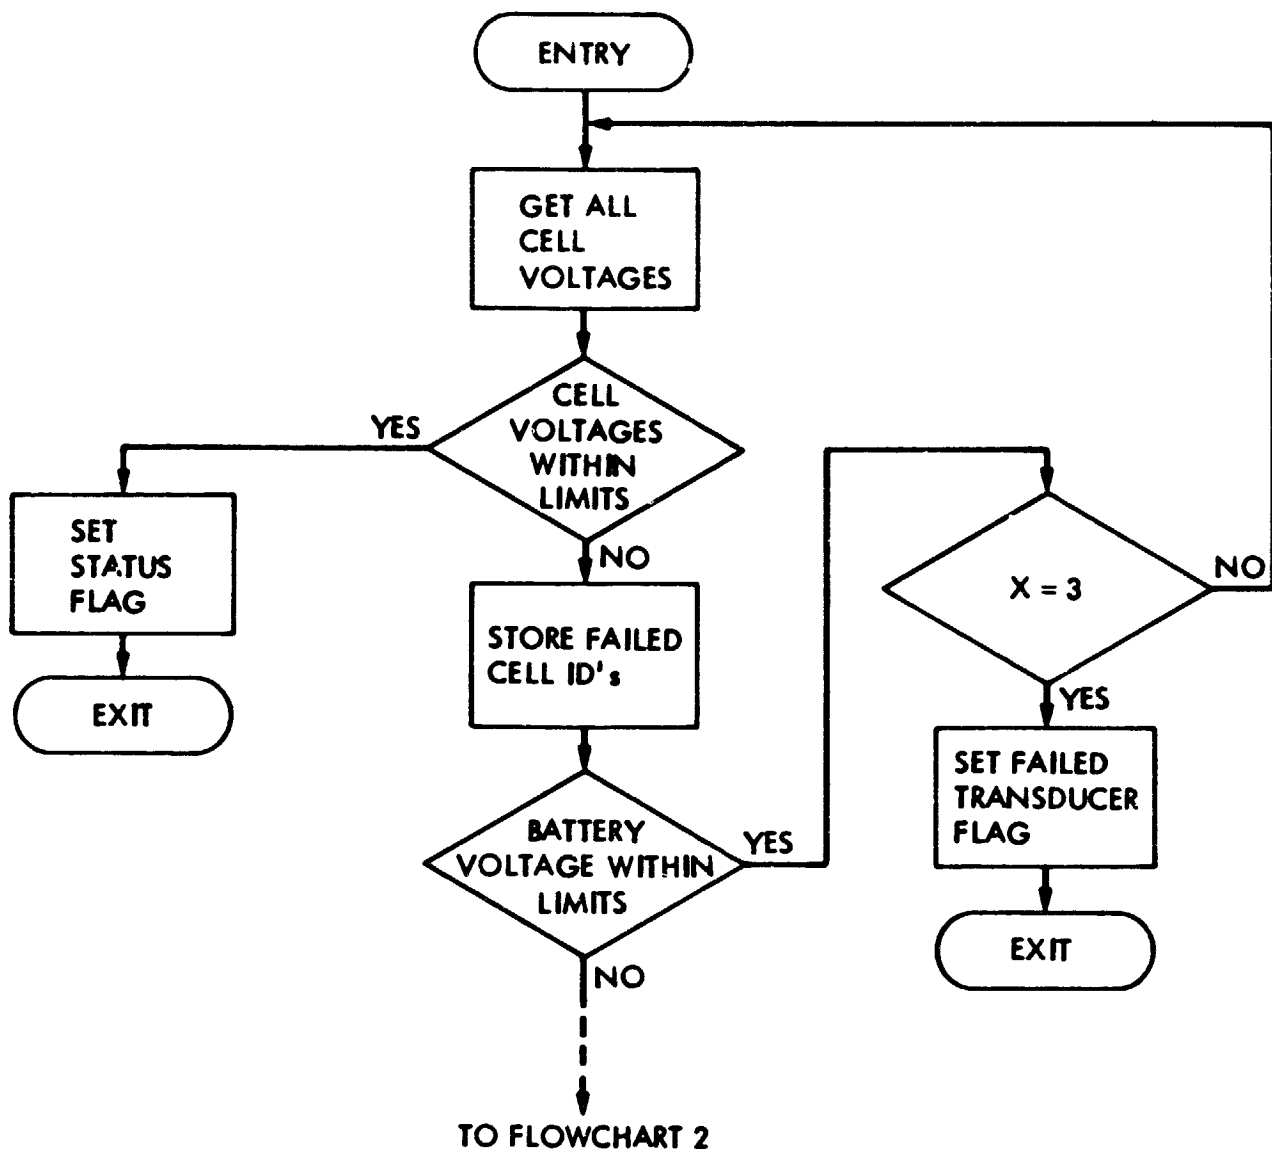 ENTRY
GET ALL
CELL
VOLTAGES
CELL
VOLTAGES
WITHIN
LIMITS
YES
NO
SET
STATUS
FLAG
EXIT
STORE FAILED
CELL ID's
BATTERY
VOLTAGE WITHIN
LIMITS
YES
NO
X = 3
NO
YES
SET FAILED
TRANSDUCER
FLAG
EXIT
TO FLOWCHART 2